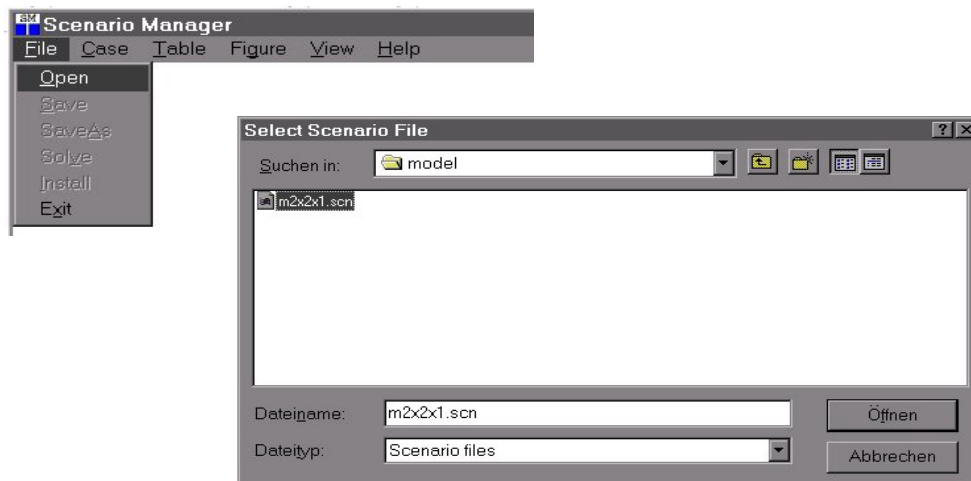 SM Scenario Manager
File Case Table Figure View Help
Open
Save
SaveAs
Solve
Install
Exit
Select Scenario File
Suchen in: model
m2x2x1.scn
Dateiname: m2x2x1.scn Öffnen
Dateityp: Scenario files Abbrechen